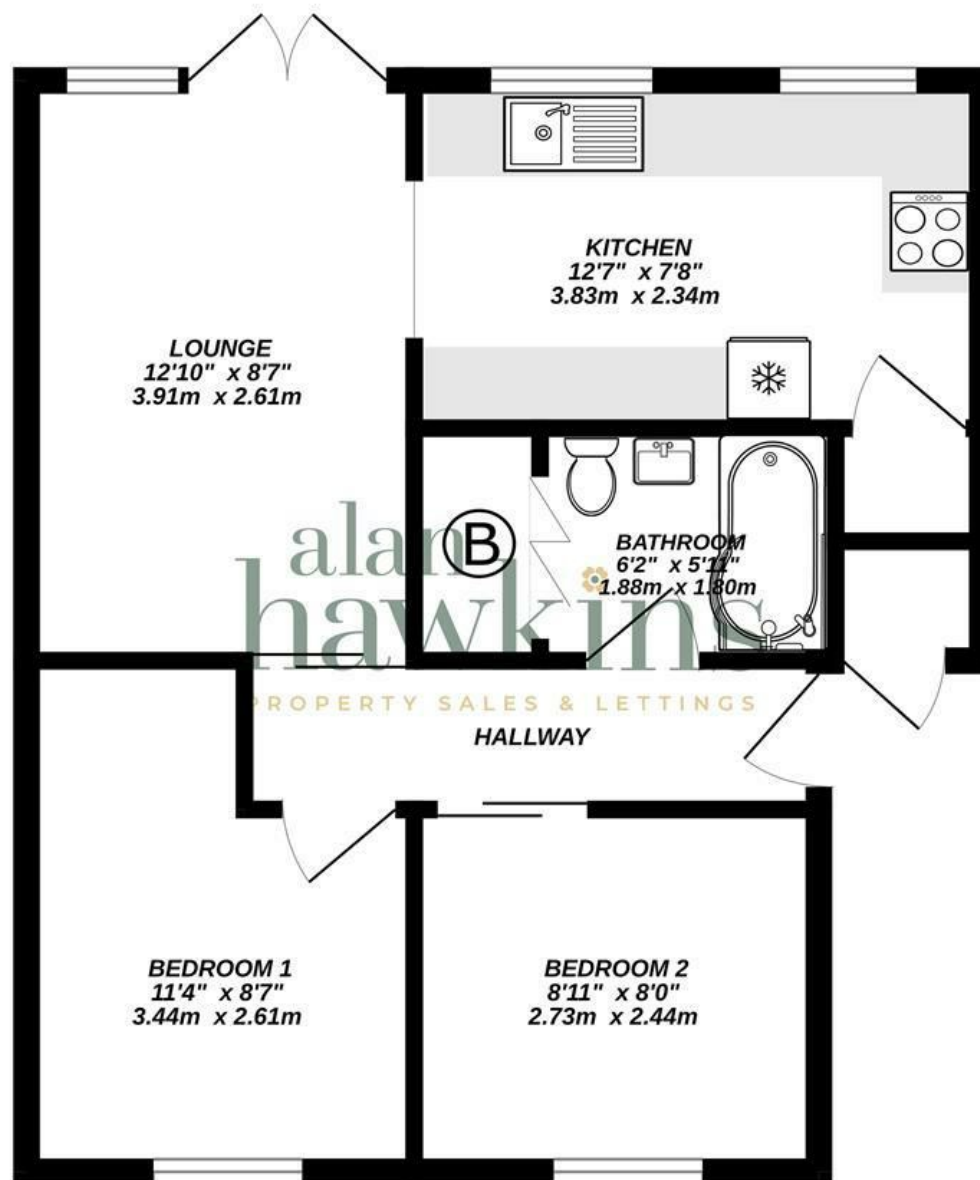 KITCHEN
12'7" x 7'8"
3.83m x 2.34m
LOUNGE
12'10" x 8'7"
3.91m x 2.61m
B
BATHROOM
6'2" x 5'11"
1.88m x 1.80m
alan
hawkins
PROPERTY SALES & LETTINGS
HALLWAY
BEDROOM 1
11'4" x 8'7"
3.44m x 2.61m
BEDROOM 2
8'11" x 8'0"
2.73m x 2.44m